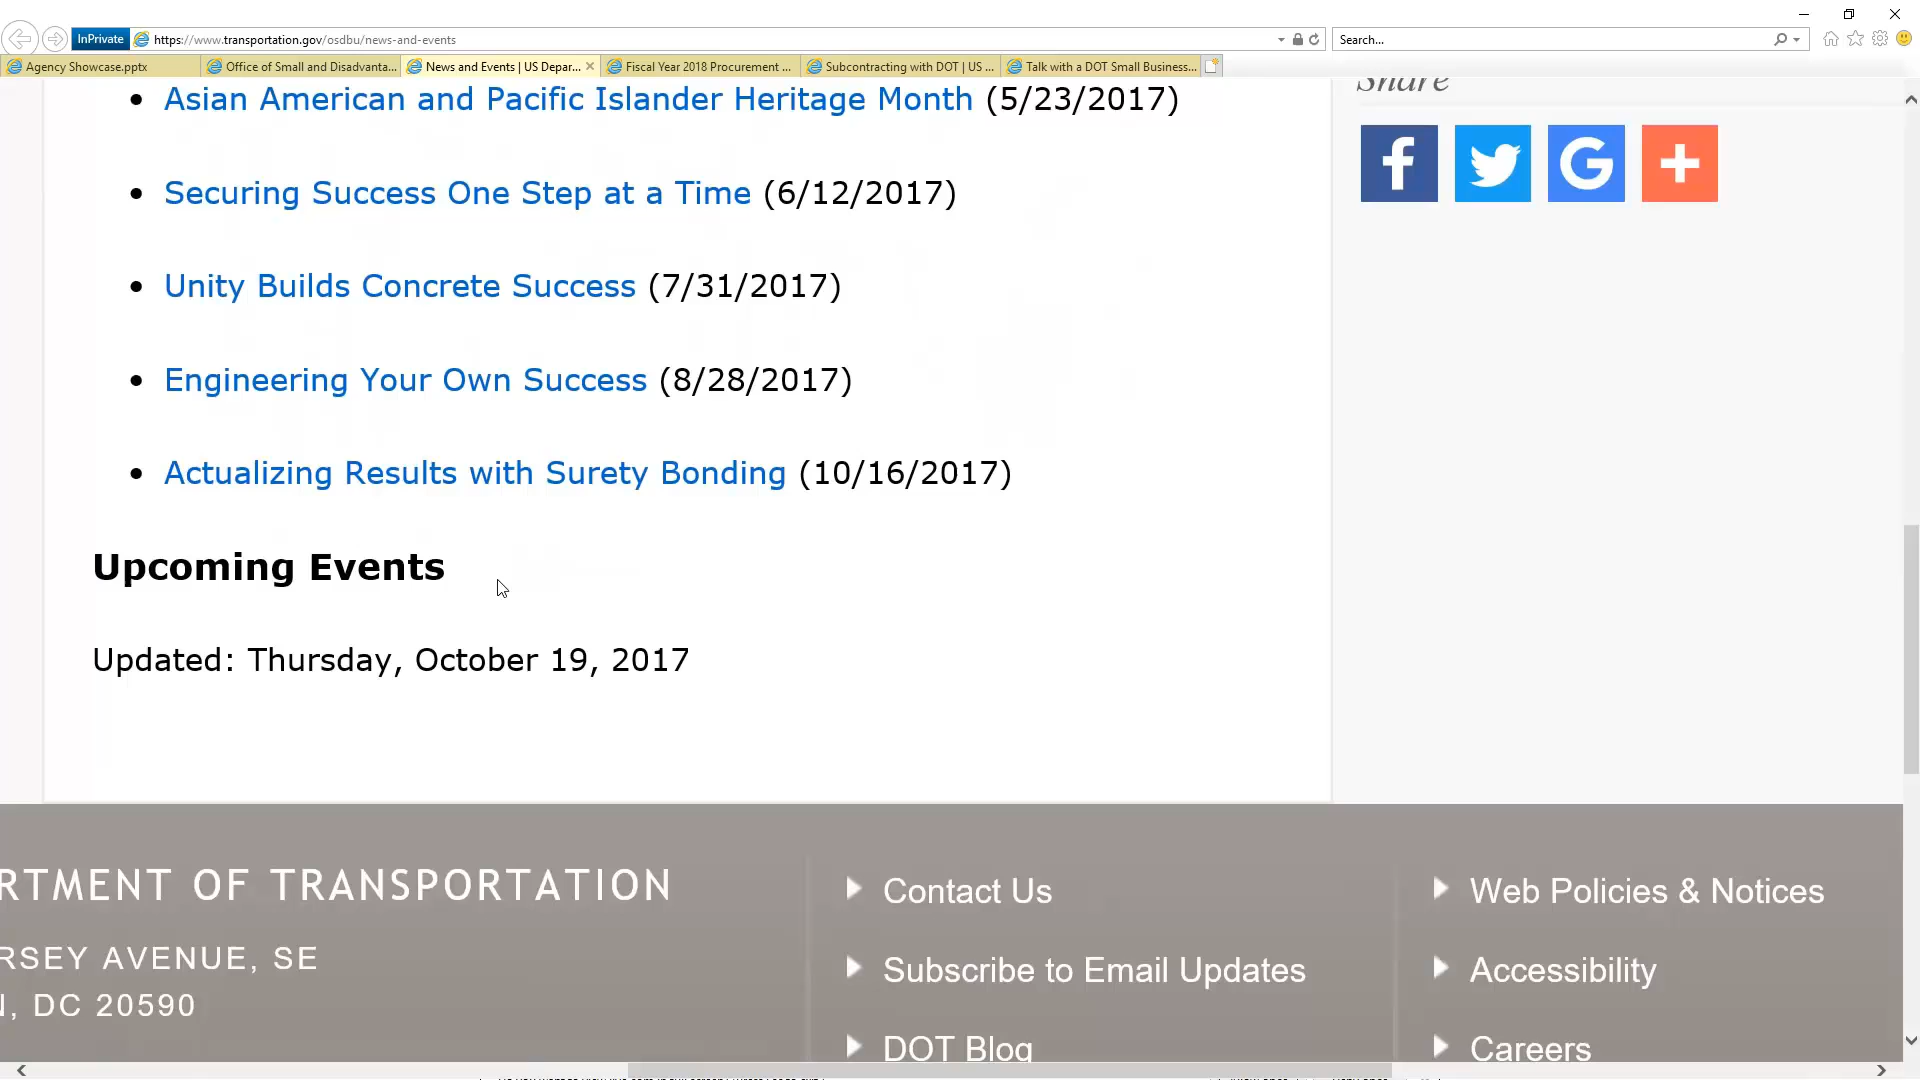 InPrivate https://www.transportation.gov/osdbu/news-and-events Search...
Agency Showcase.pptx Office of Small and Disadvanta... News and Events | US Depar... Fiscal Year 2018 Procurement ... Subcontracting with DOT | US ... Talk with a DOT Small Business...
Share
• Asian American and Pacific Islander Heritage Month (5/23/2017)
• Securing Success One Step at a Time (6/12/2017)
• Unity Builds Concrete Success (7/31/2017)
• Engineering Your Own Success (8/28/2017)
• Actualizing Results with Surety Bonding (10/16/2017)
Upcoming Events
Updated: Thursday, October 19, 2017
RTMENT OF TRANSPORTATION
RSEY AVENUE, SE
, DC 20590
Contact Us
Subscribe to Email Updates
DOT Blog
Web Policies & Notices
Accessibility
Careers